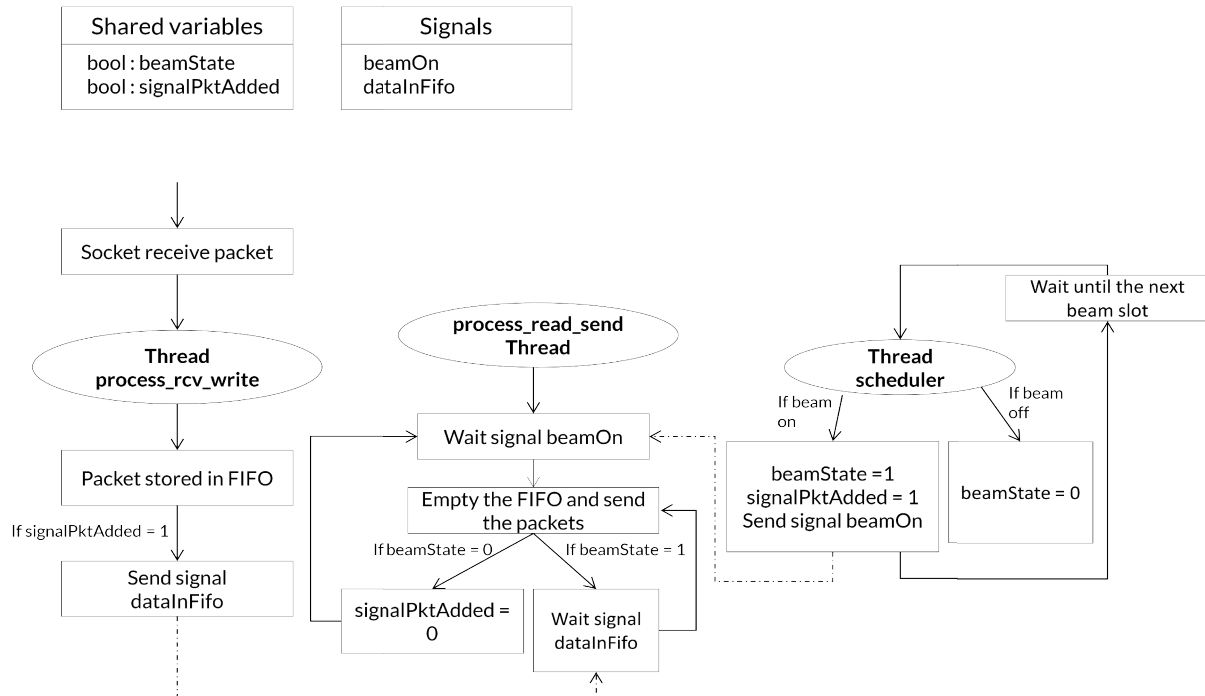 Shared variables
bool : beamState
bool : signalPktAdded
Signals
beamOn
dataInFifo
Socket receive packet
Thread
process_rcv_write
Packet stored in FIFO
If signalPktAdded = 1
Send signal
dataInFifo
process_read_send
Thread
Wait signal beamOn
Empty the FIFO and send
the packets
If beamState = 0
If beamState = 1
signalPktAdded =
0
Wait signal
dataInFifo
Wait until the next
beam slot
Thread
scheduler
If beam
on
If beam
off
beamState =1
signalPktAdded = 1
Send signal beamOn
beamState = 0